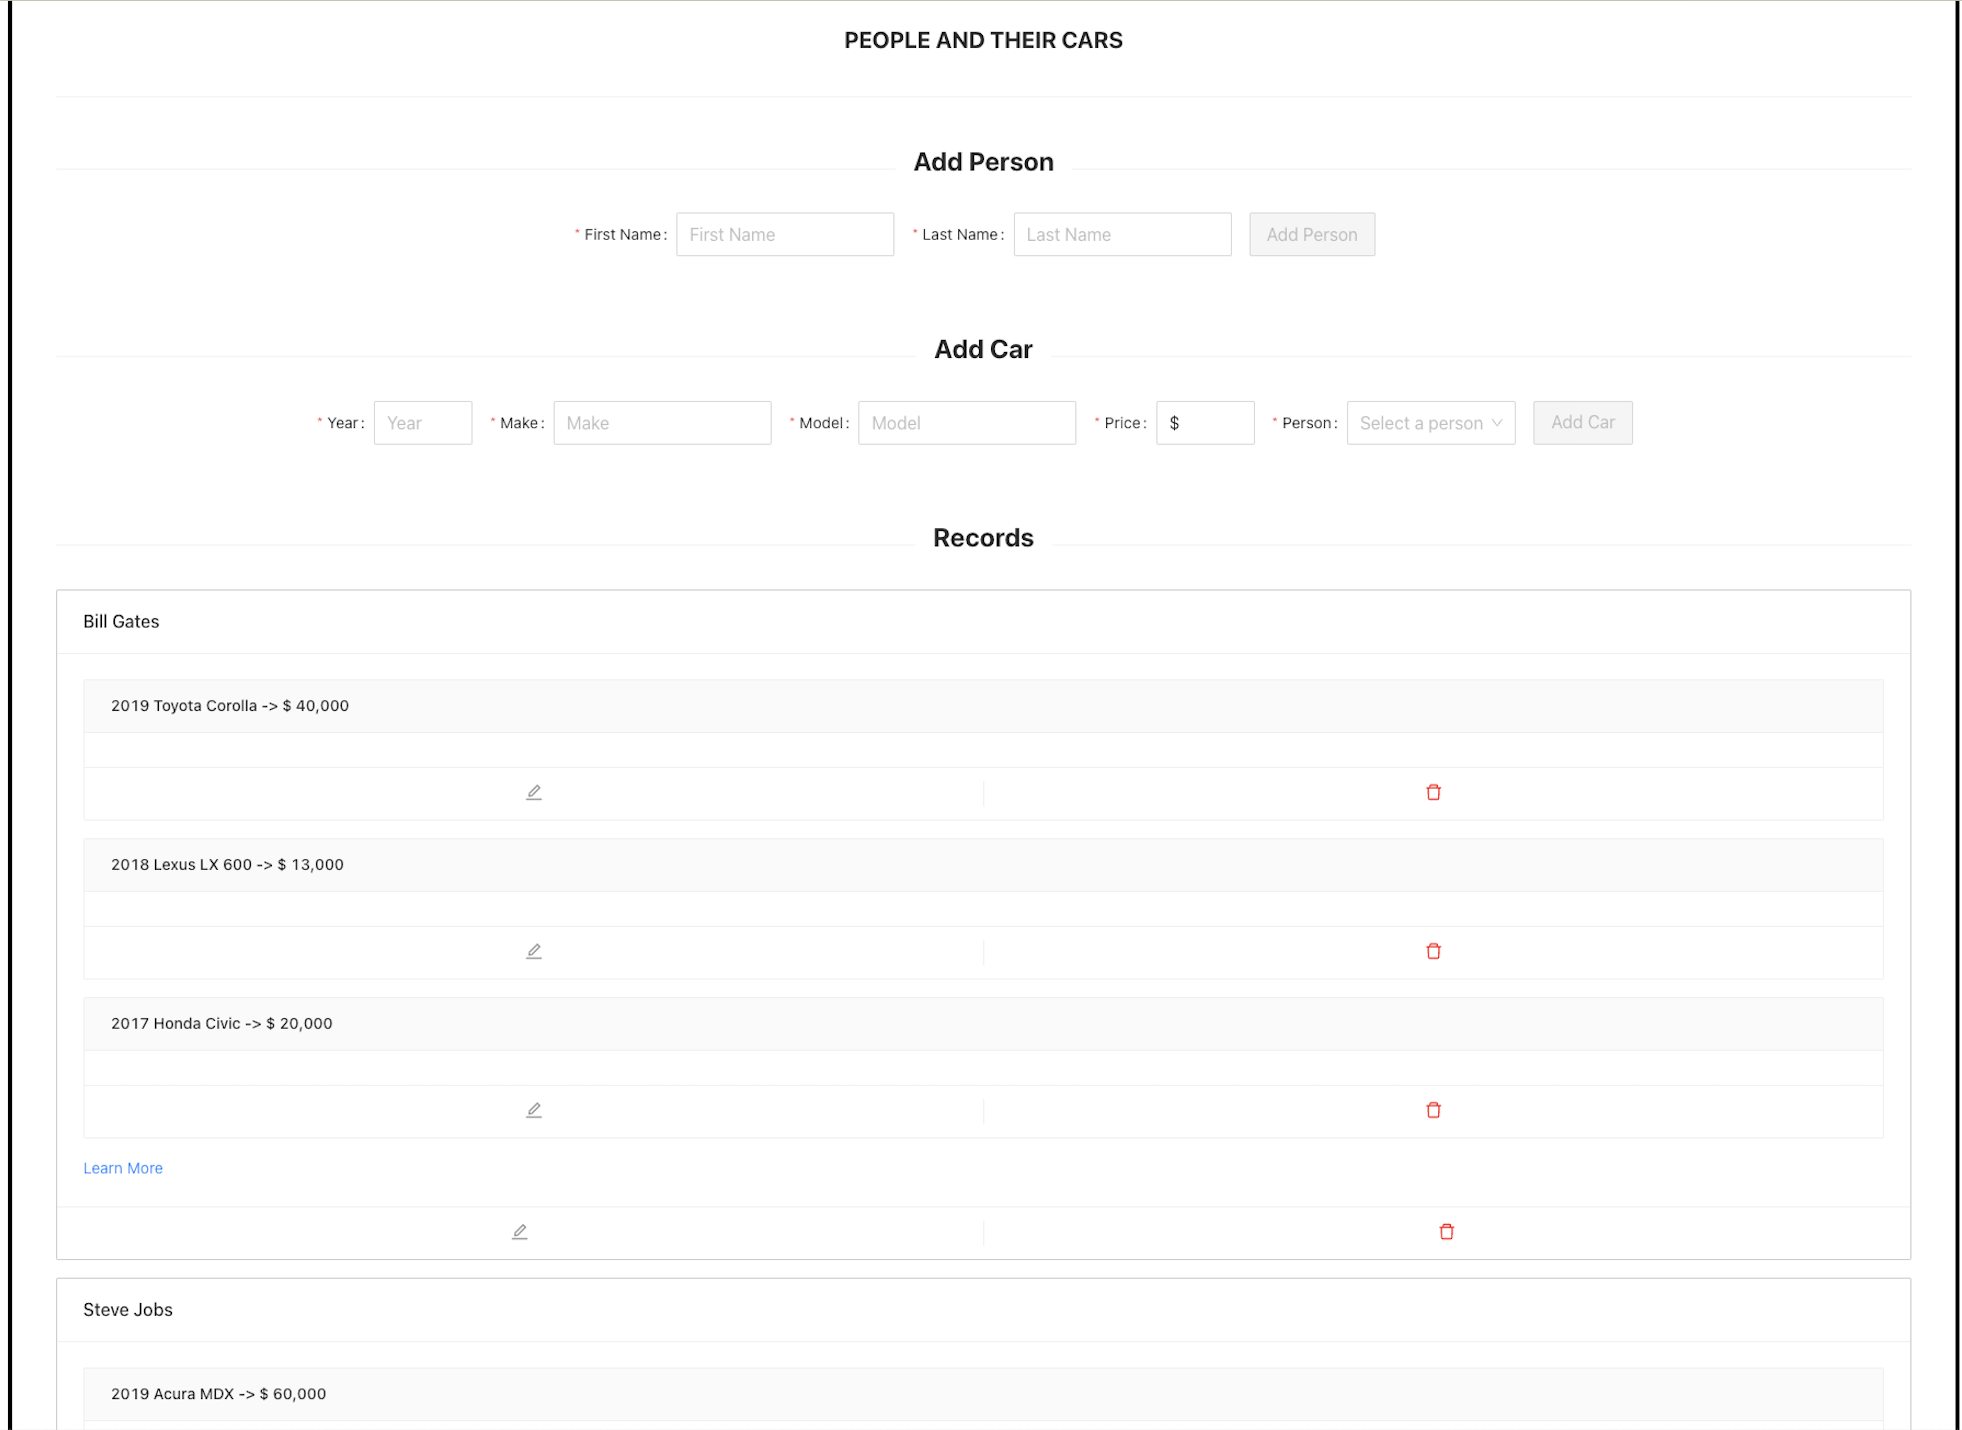 PEOPLE AND THEIR CARS
Add Person
* First Name: First Name * Last Name: Last Name Add Person
Add Car
* Year: Year * Make: Make * Model: Model * Price: $ * Person: Select a person Add Car
Records
Bill Gates
2019 Toyota Corolla -> $ 40,000
2018 Lexus LX 600 -> $ 13,000
2017 Honda Civic -> $ 20,000
Learn More
Steve Jobs
2019 Acura MDX -> $ 60,000